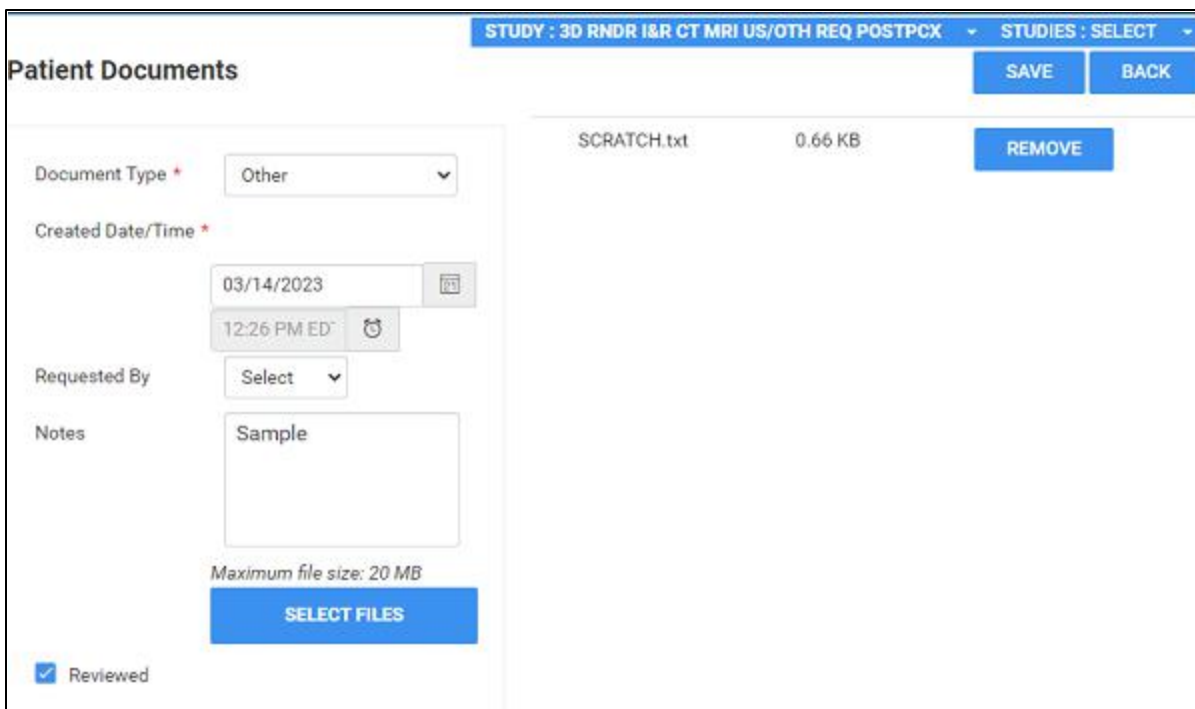 STUDY : 3D RNDR I&R CT MRI US/OTH REQ POSTPCX STUDIES : SELECT
Patient Documents
SAVE BACK
SCRATCH.txt 0.66 KB REMOVE
Document Type * Other
Created Date/Time *
03/14/2023
12:26 PM ED
Requested By Select
Notes Sample
Maximum file size: 20 MB
SELECT FILES
Reviewed